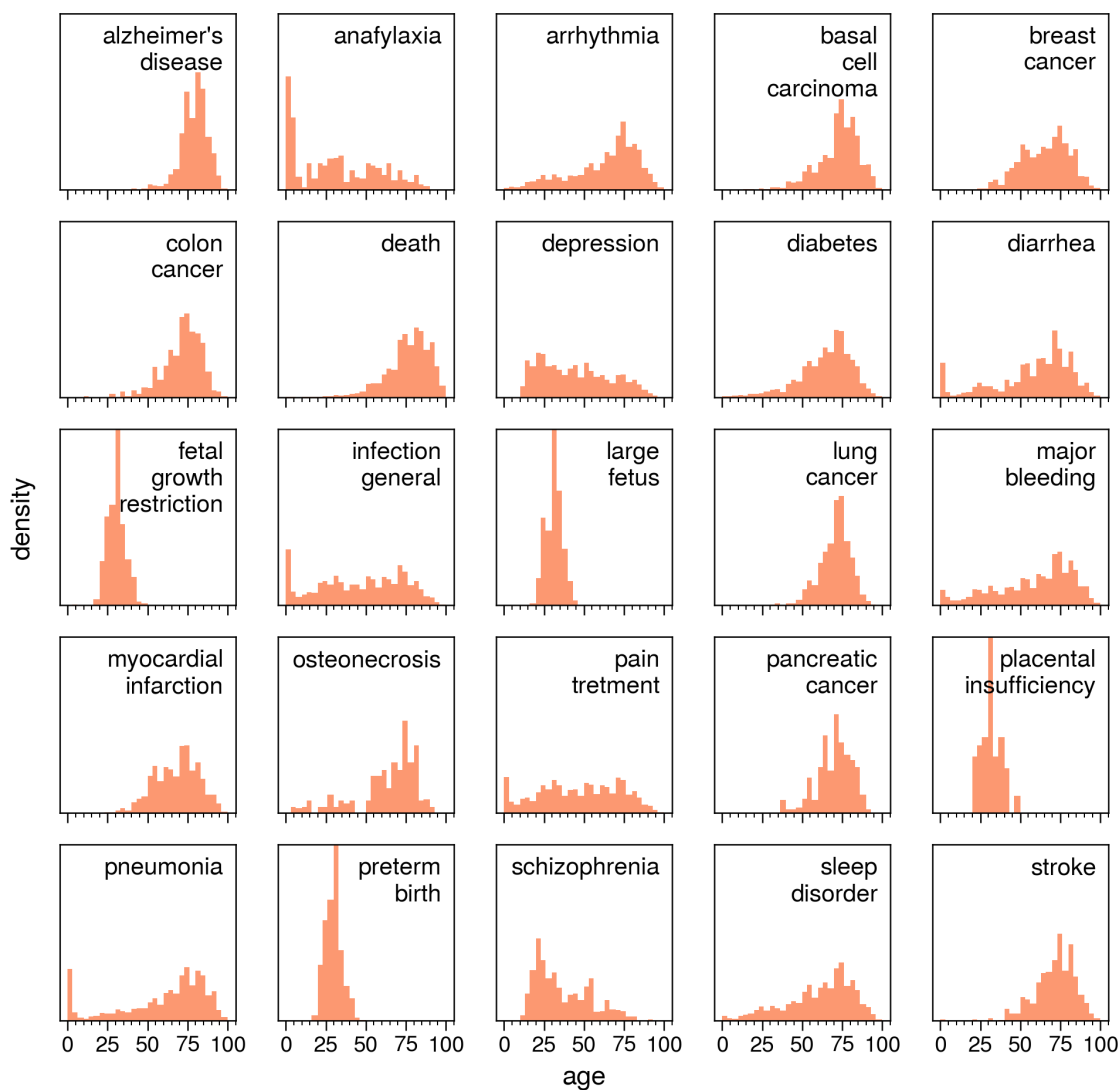 alzheimer's
disease
anafylaxia
arrhythmia
basal
cell
carcinoma
breast
cancer
colon
cancer
death
depression
diabetes
diarrhea
fetal
growth
restriction
infection
general
large
fetus
lung
cancer
major
bleeding
myocardial
infarction
osteonecrosis
pain
tretment
pancreatic
cancer
placental
insufficiency
pneumonia
preterm
birth
schizophrenia
sleep
disorder
stroke
density
0 25 50 75 100
0 25 50 75 100
0 25 50 75 100
0 25 50 75 100
0 25 50 75 100
age